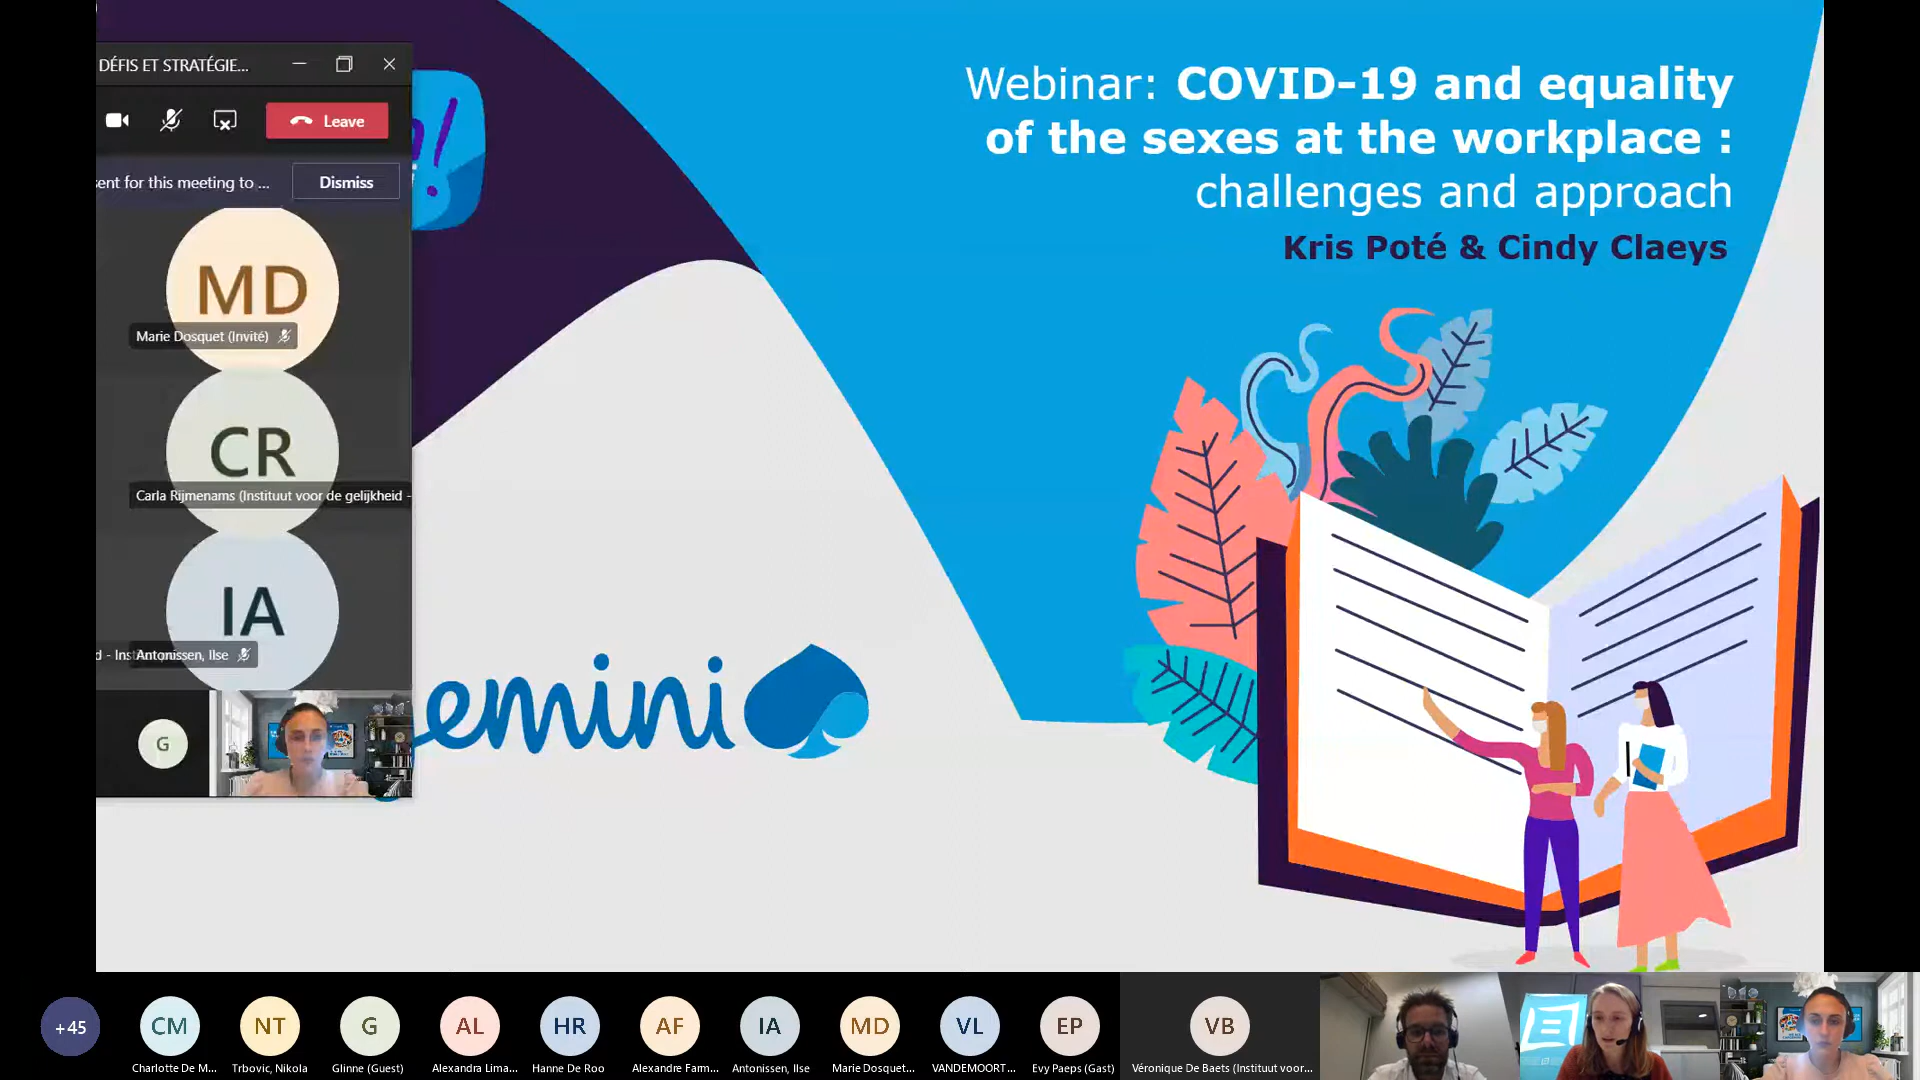 DÉFIS ET STRATÉGIE...
Leave
ent for this meeting to ...
Dismiss
MD
Marie Dosquet (Invité)
CR
Carla Rijmenams (Instituut voor de gelijkheid -
IA
Antonissen, Ilse
G
Webinar: COVID-19 and equality
of the sexes at the workplace :
challenges and approach
Kris Poté & Cindy Claeys
emini
+45
CM
Charlotte De M...
NT
Trbovic, Nikola
G
Glinne (Guest)
AL
Alexandra Lima...
HR
Hanne De Roo
AF
Alexandre Farm...
IA
Antonissen, Ilse
MD
Marie Dosquet...
VL
VANDEMOORT...
EP
Evy Paeps (Gast)
VB
Véronique De Baets (Instituut voor...